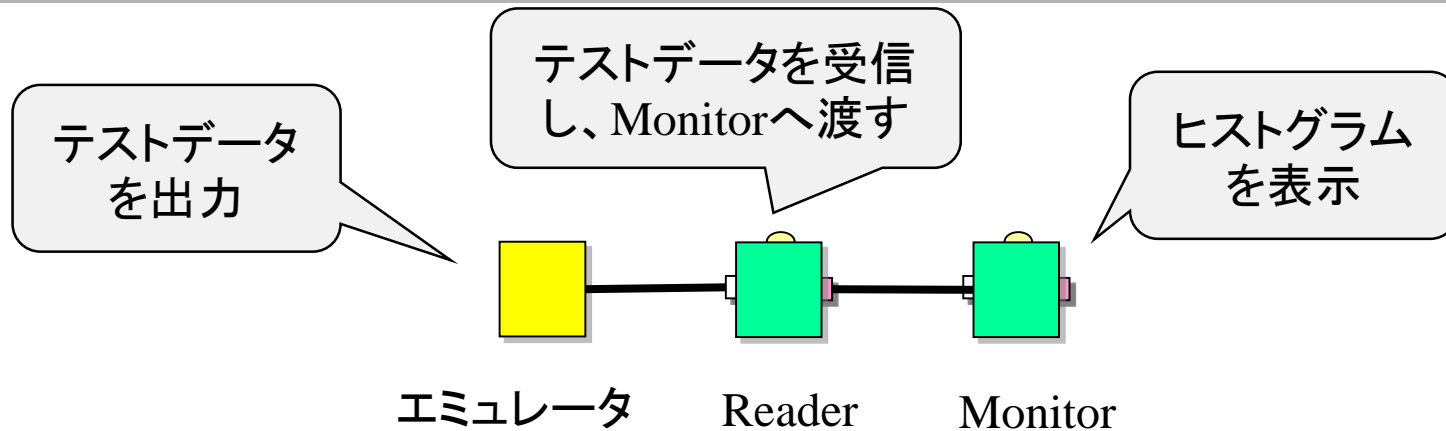 テストデータ
を出力
テストデータを受信
し、Monitorへ渡す
ヒストグラム
を表示
エミュレータ
Reader
Monitor